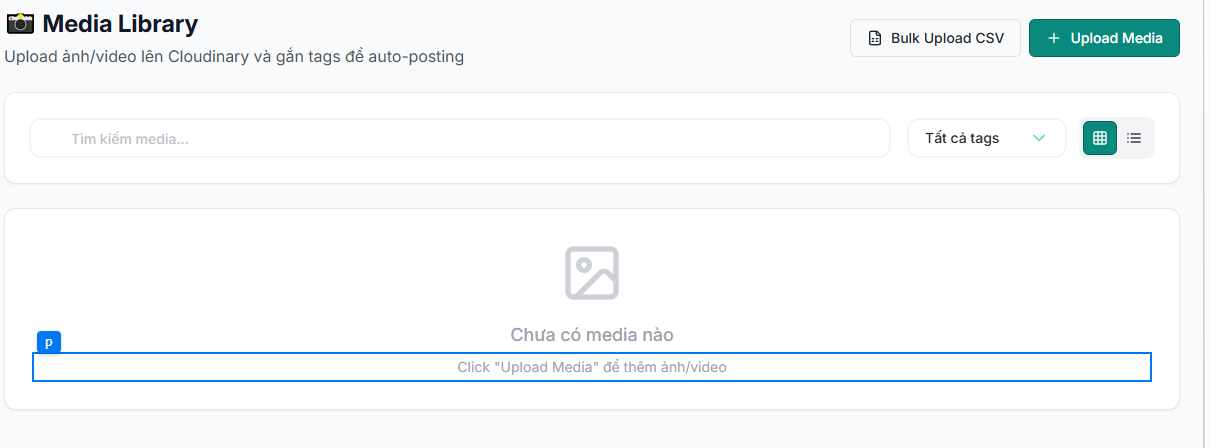 📷 Media Library
Upload ảnh/video lên Cloudinary và gắn tags để auto-posting
Bulk Upload CSV
+ Upload Media
Tìm kiếm media...
Tất cả tags
Chưa có media nào
p
Click "Upload Media" để thêm ảnh/video